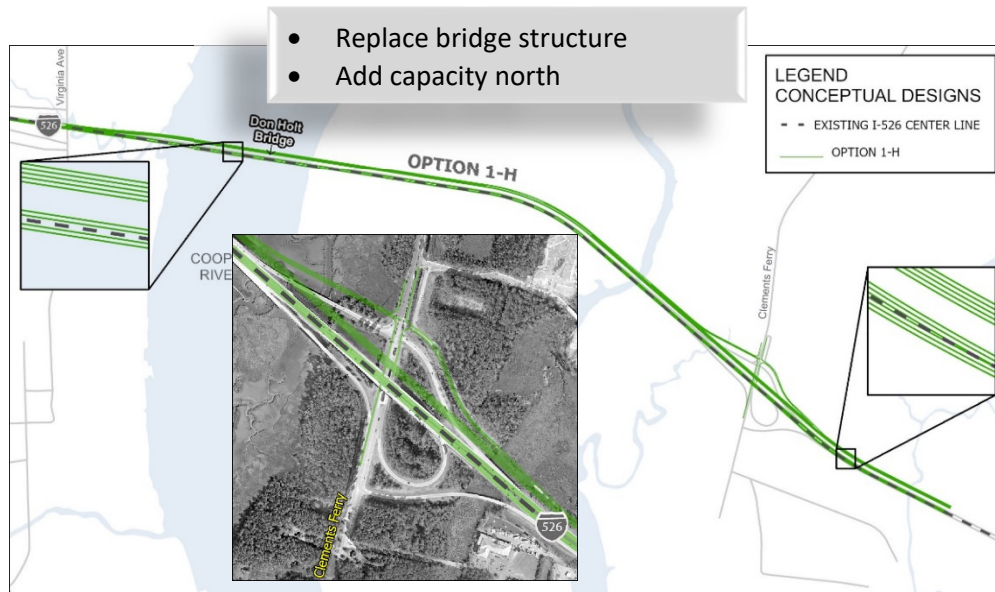 • Replace bridge structure
• Add capacity north
LEGEND
CONCEPTUAL DESIGNS
EXISTING I-526 CENTER LINE
OPTION 1-H
Virginia Ave
526
Don Holt
Bridge
OPTION 1-H
COOP
RIVE
Clements Ferry
Clements Ferry
526